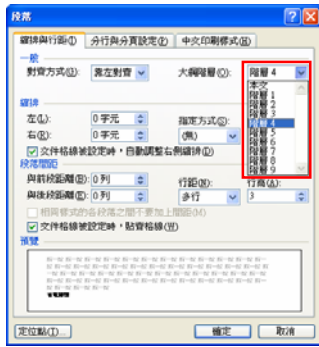 段落
縮排與行距(I) 分行與分頁設定(P) 中文印刷樣式(H)
一般
對齊方式(G): 靠左對齊 大綱階層(O): 階層 4
本文
階層 1
階層 2
階層 3
階層 4
階層 5
階層 6
階層 7
階層 8
階層 9
縮排
左(L): 0 字元 指定方式(S):
右(R): 0 字元 (無)
文件格線被設定時，自動調整右側縮排(D)
段落間距
與前段距離(B): 0 列 行距(N): 行高(A):
與後段距離(E): 0 列 多行 3
相同樣式的各段落之間不要加上間距(M)
文件格線被設定時，貼齊格線(W)
預覽
定位點(T)... 確定 取消